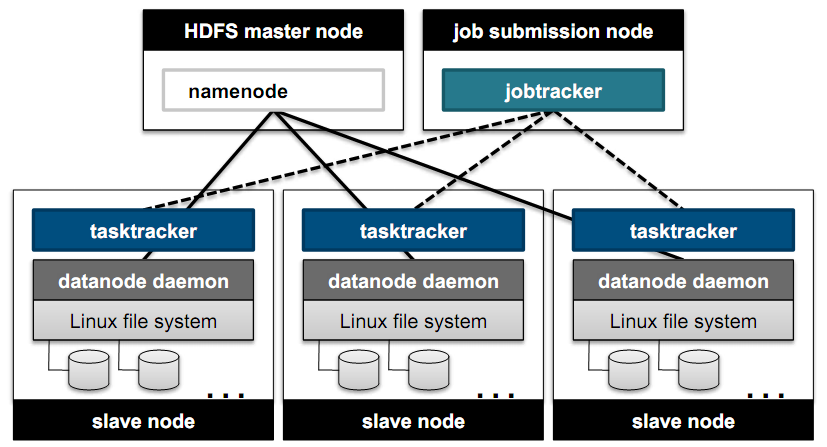 HDFS master node
job submission node
namenode
jobtracker
tasktracker
tasktracker
tasktracker
datanode daemon
datanode daemon
datanode daemon
Linux file system
Linux file system
Linux file system
...
...
...
slave node
slave node
slave node